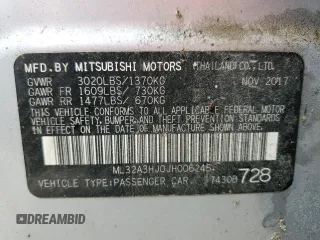 MFD.BY MITSUBISHI MOTORS (THAILAND) CO., LTD.
GVWR 3020LBS/1370KG NOV 2017
GAWR FR 1609LBS/ 730KG
GAWR RR 1477LBS/ 670KG
THIS VEHICLE CONFORMS TO ALL APPLICABLE
FEDERAL MOTOR VEHICLE
SAFETY, BUMPER, AND THEFT PREVENTION
STANDARDS IN EFFECT ON THE DATE OF
MANUFACTURE SHOWN ABOVE.
ML32A3HJ0JH006246
VEHICLE TYPE:PASSENGER CAR 728